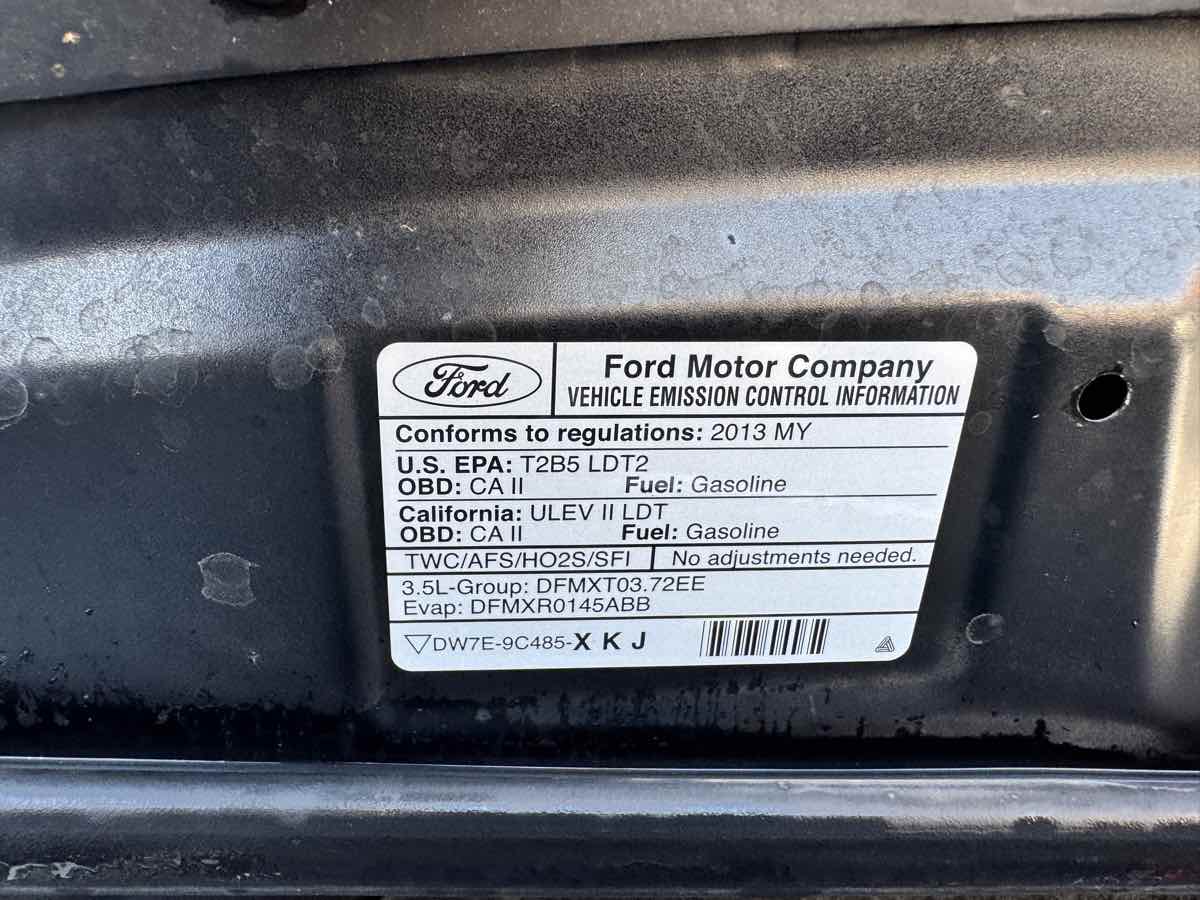 Ford
Ford Motor Company
VEHICLE EMISSION CONTROL INFORMATION
Conforms to regulations: 2013 MY
U.S. EPA: T2B5 LDT2
OBD: CA II Fuel: Gasoline
California: ULEV II LDT
OBD: CA II Fuel: Gasoline
TWC/AFS/HO2S/SFI No adjustments needed.
3.5L-Group: DFMXT03.72EE
Evap: DFMXR0145ABB
DW7E-9C485-X K J